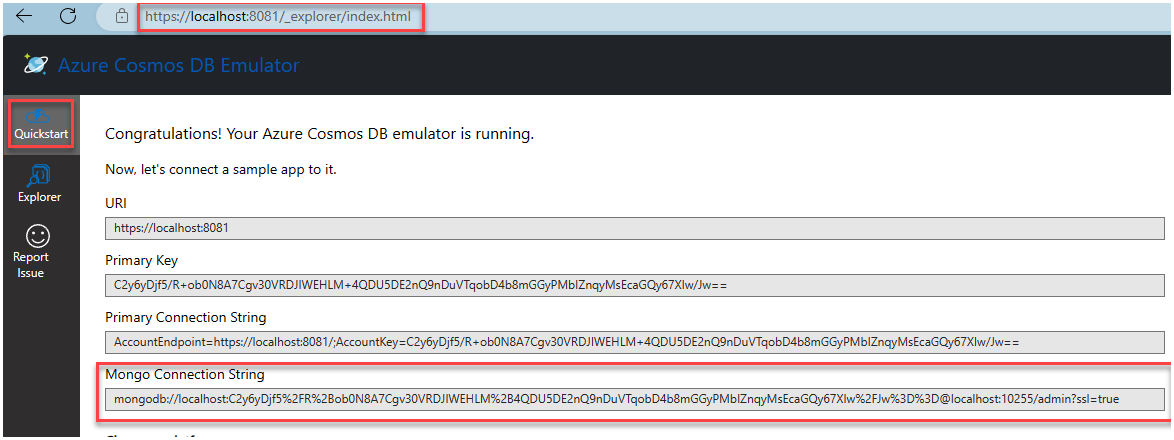 https://localhost:8081/_explorer/index.html
Azure Cosmos DB Emulator
Quickstart
Explorer
Report
Issue
Congratulations! Your Azure Cosmos DB emulator is running.
Now, let's connect a sample app to it.
URI
https://localhost:8081
Primary Key
C2y6yDjf5/R+ob0N8A7Cgv30VRDJIWEHLM+4QDU5DE2nQ9nDuVTqobD4b8mGGyPMbIZnqyMsEcaGQy67XIw/Jw==
Primary Connection String
AccountEndpoint=https://localhost:8081/;AccountKey=C2y6yDjf5/R+ob0N8A7Cgv30VRDJIWEHLM+4QDU5DE2nQ9nDuVTqobD4b8mGGyPMbIZnqyMsEcaGQy67XIw/Jw==
Mongo Connection String
mongodb://localhost:C2y6yDjf5%2FR%2Bob0N8A7Cgv30VRDJIWEHLM%2B4QDU5DE2nQ9nDuVTqobD4b8mGGyPMbIZnqyMsEcaGQy67XIw%2FJw%3D%3D@localhost:10255/admin?ssl=true